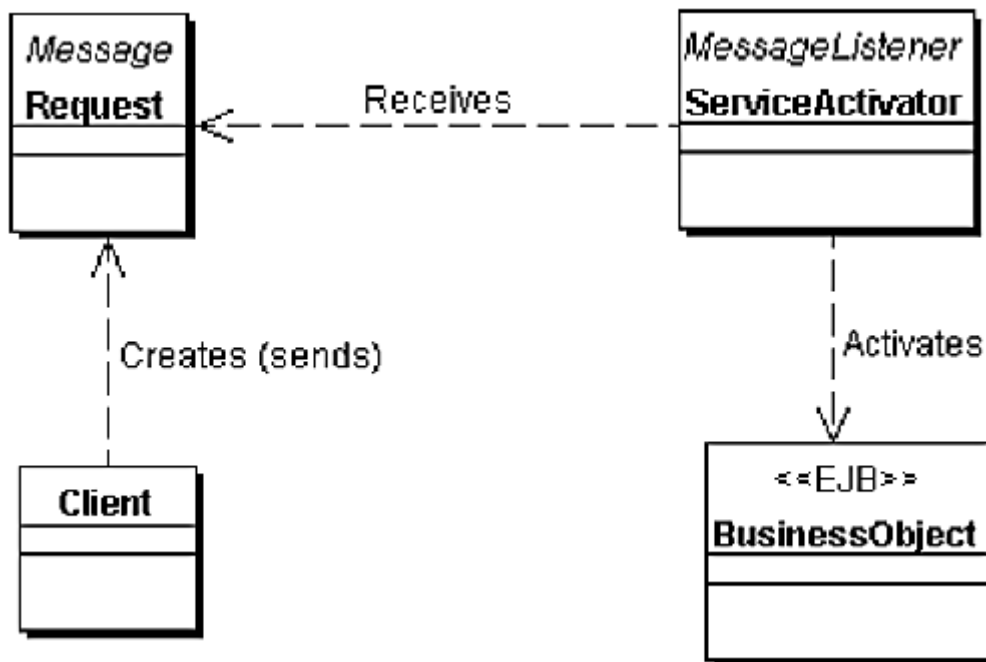 Message
Request
Receives
MessageListener
ServiceActivator
Creates (sends)
Activates
Client
<<EJB>>
BusinessObject